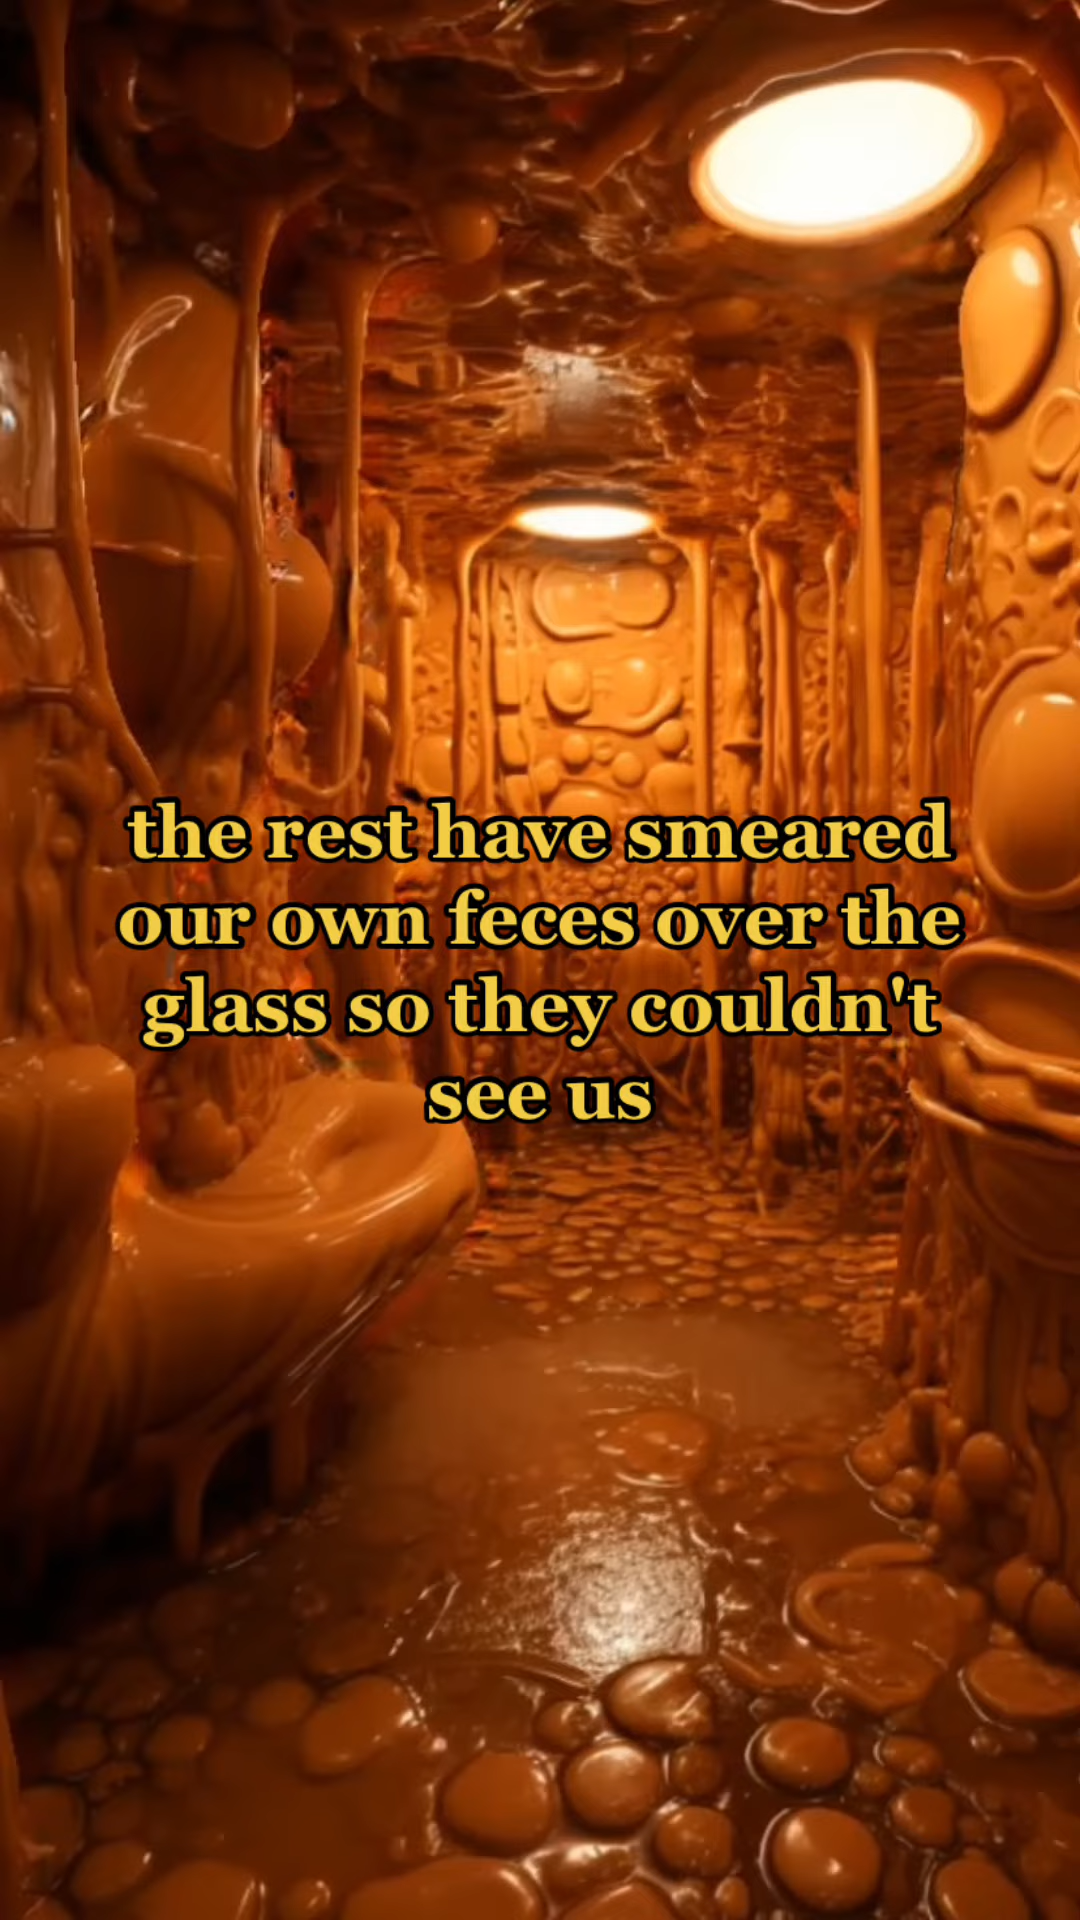 the rest have smeared
our own feces over the
glass so they couldn't
see us